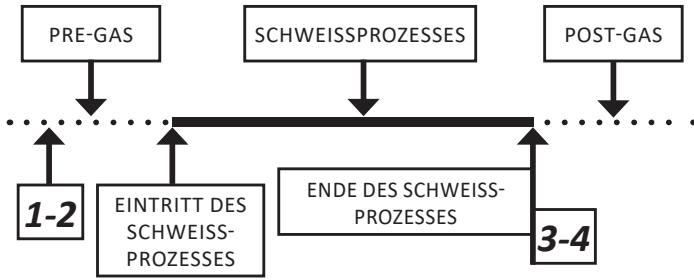 PRE-GAS
SCHWEISSPROZESSES
POST-GAS
1-2
EINTRITT DES
SCHWEISS-
PROZESSES
ENDE DES SCHWEISS-
PROZESSES
3-4